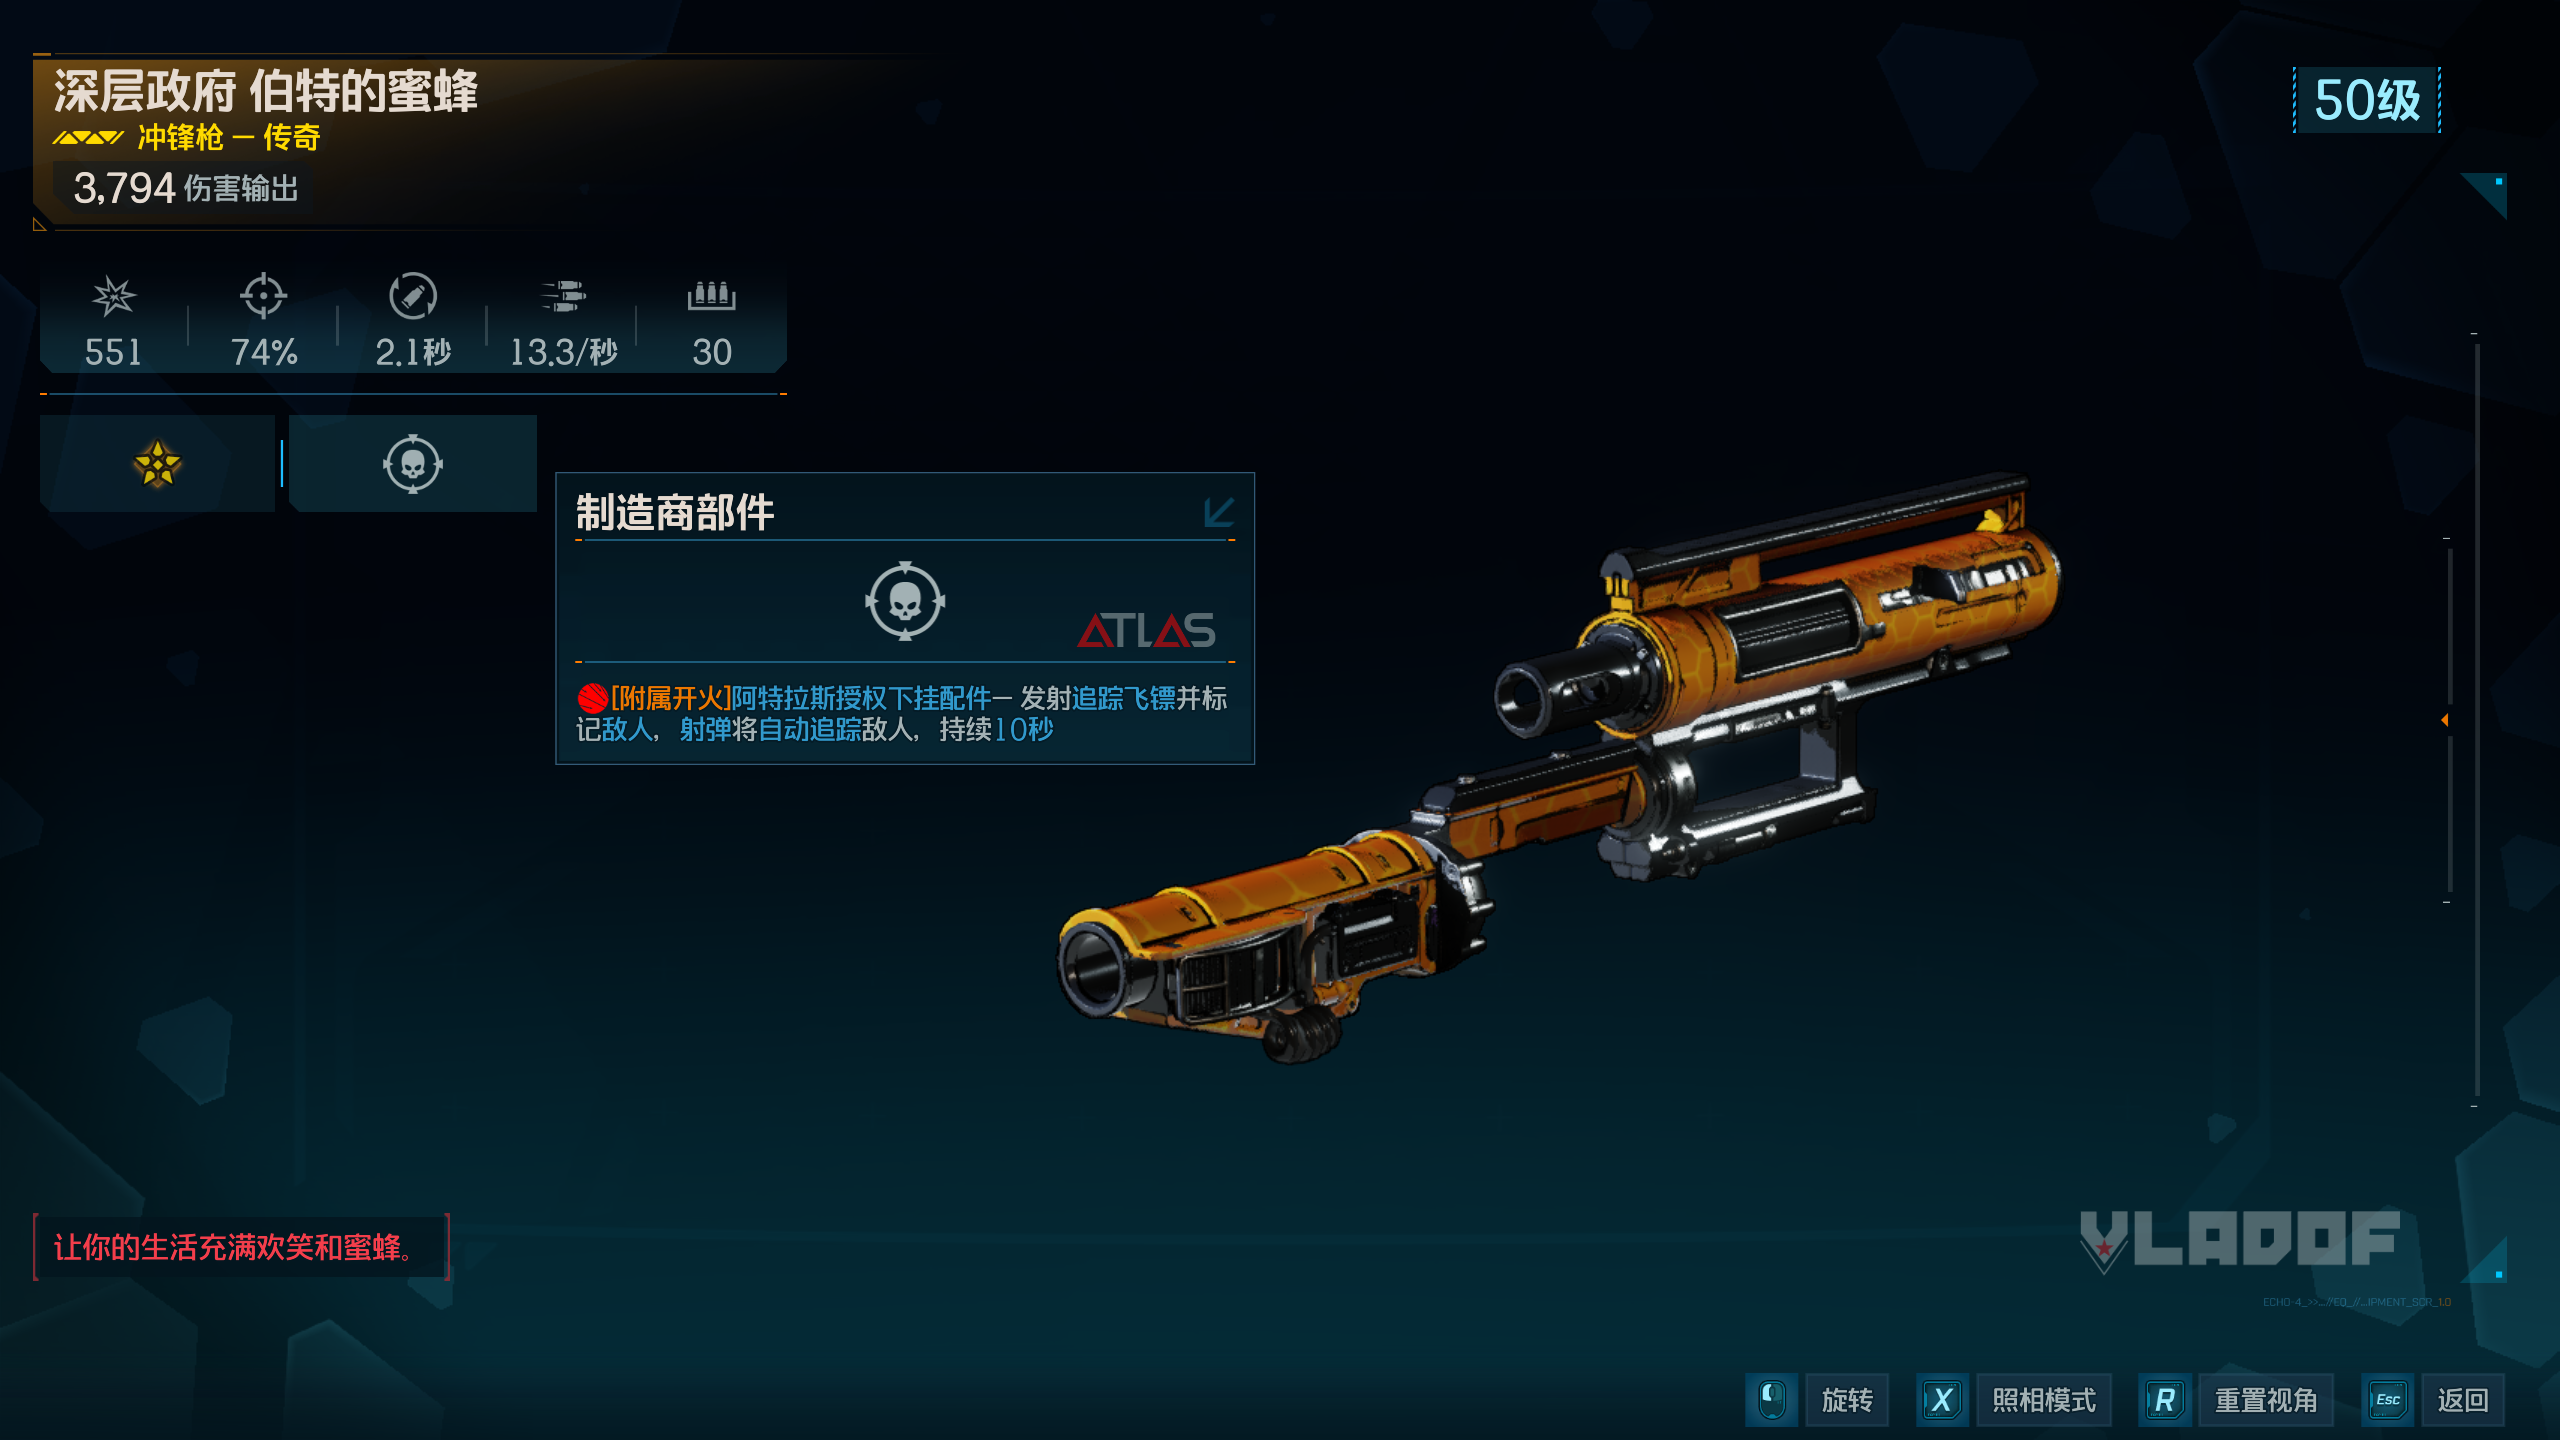 深层政府 伯特的蜜蜂
冲锋枪 – 传奇
3,794 伤害输出
50级
551
74%
2.1秒
13.3/秒
30
制造商部件
ATLAS
[附属开火]阿特拉斯授权下挂配件– 发射追踪飞镖并标
记敌人，射弹将自动追踪敌人，持续10秒
让你的生活充满欢笑和蜜蜂。
VLADOF
旋转
X 照相模式
R 重置视角
Esc 返回